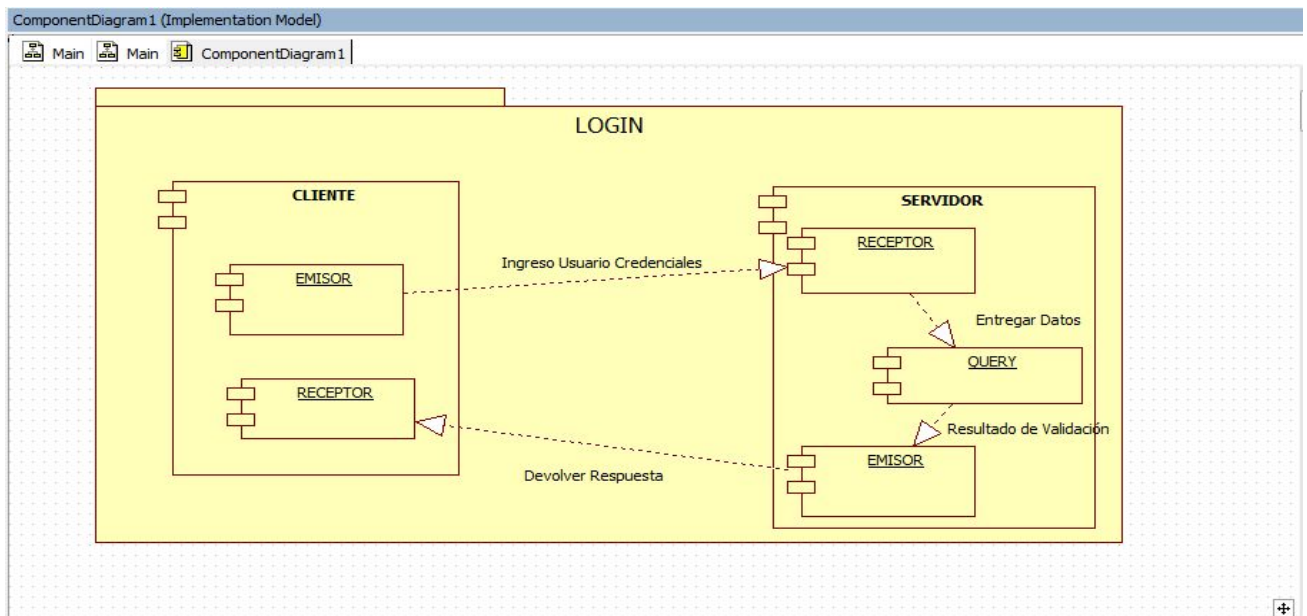 ComponentDiagram1 (Implementation Model)
Main Main ComponentDiagram1
LOGIN
CLIENTE
EMISOR
RECEPTOR
Ingreso Usuario Credenciales
Devolver Respuesta
SERVIDOR
RECEPTOR
Entregar Datos
QUERY
Resultado de Validación
EMISOR